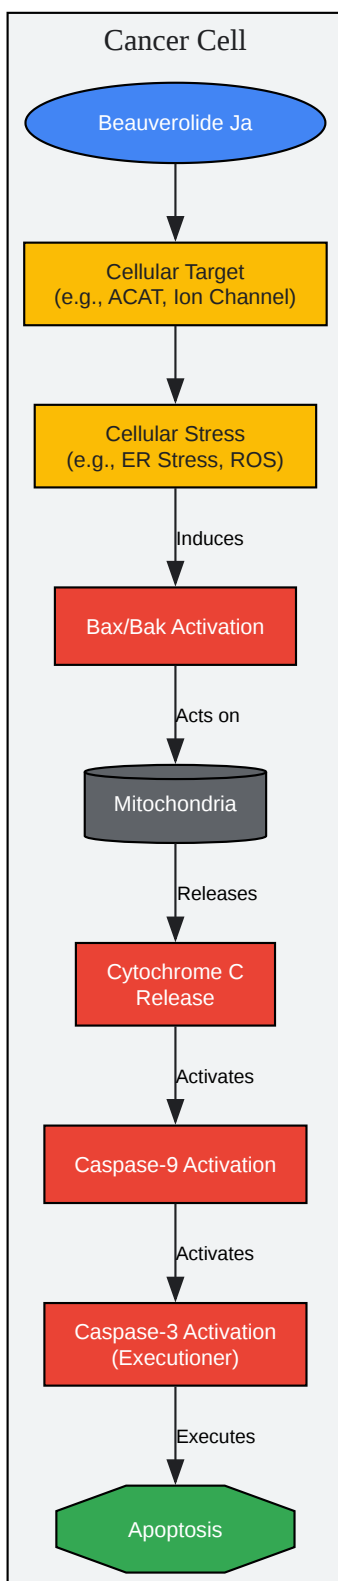 Cancer Cell
Beauverolide Ja
Cellular Target
(e.g., ACAT, Ion Channel)
Cellular Stress
(e.g., ER Stress, ROS)
Induces
Bax/Bak Activation
Acts on
Mitochondria
Releases
Cytochrome C
Release
Activates
Caspase-9 Activation
Activates
Caspase-3 Activation
(Executioner)
Executes
Apoptosis